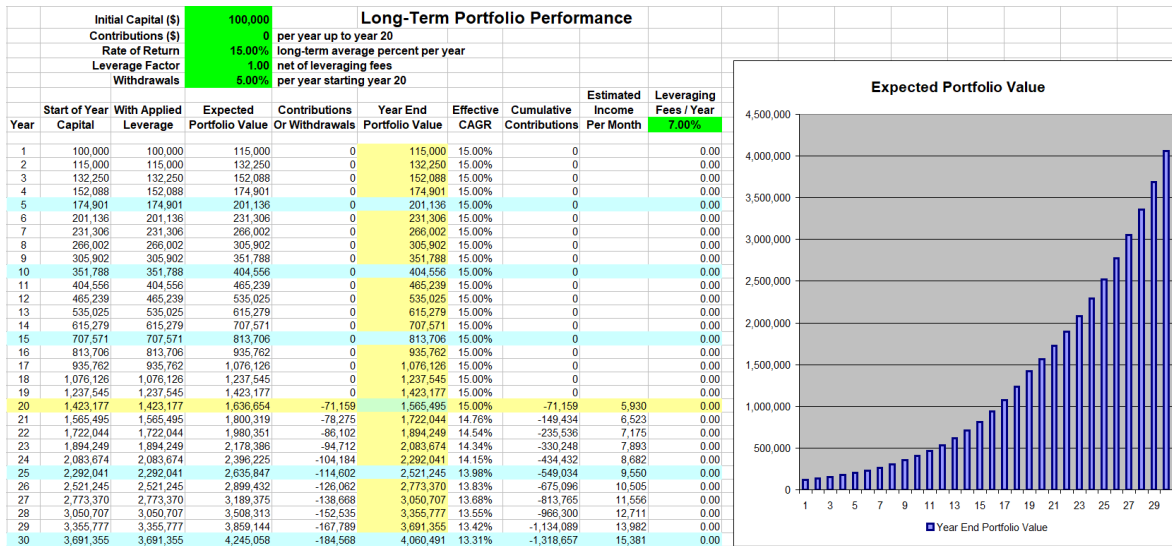 Initial Capital ($) 100,000 Long-Term Portfolio Performance
Contributions ($) 0 per year up to year 20
Rate of Return 15.00% long-term average percent per year
Leverage Factor 1.00 net of leveraging fees
Withdrawals 5.00% per year starting year 20
Estimated Leveraging
Start of Year With Applied Expected Contributions Year End Effective Cumulative Income Fees / Year
Year Capital Leverage Portfolio Value Or Withdrawals Portfolio Value CAGR Contributions Per Month 7.00%
1 100,000 100,000 115,000 0 115,000 15.00% 0 0.00
2 115,000 115,000 132,250 0 132,250 15.00% 0 0.00
3 132,250 132,250 152,088 0 152,088 15.00% 0 0.00
4 152,088 152,088 174,901 0 174,901 15.00% 0 0.00
5 174,901 174,901 201,136 0 201,136 15.00% 0 0.00
6 201,136 201,136 231,306 0 231,306 15.00% 0 0.00
7 231,306 231,306 266,002 0 266,002 15.00% 0 0.00
8 266,002 266,002 305,902 0 305,902 15.00% 0 0.00
9 305,902 305,902 351,788 0 351,788 15.00% 0 0.00
10 351,788 351,788 404,556 0 404,556 15.00% 0 0.00
11 404,556 404,556 465,239 0 465,239 15.00% 0 0.00
12 465,239 465,239 535,025 0 535,025 15.00% 0 0.00
13 535,025 535,025 615,279 0 615,279 15.00% 0 0.00
14 615,279 615,279 707,571 0 707,571 15.00% 0 0.00
15 707,571 707,571 813,706 0 813,706 15.00% 0 0.00
16 813,706 813,706 935,762 0 935,762 15.00% 0 0.00
17 935,762 935,762 1,076,126 0 1,076,126 15.00% 0 0.00
18 1,076,126 1,076,126 1,237,545 0 1,237,545 15.00% 0 0.00
19 1,237,545 1,237,545 1,423,177 0 1,423,177 15.00% 0 0.00
20 1,423,177 1,423,177 1,636,654 -71,159 1,565,495 15.00% -71,159 5,930 0.00
21 1,565,495 1,565,495 1,800,319 -78,275 1,722,044 14.76% -149,434 6,523 0.00
22 1,722,044 1,722,044 1,980,351 -86,102 1,894,249 14.54% -235,536 7,175 0.00
23 1,894,249 1,894,249 2,178,386 -94,712 2,083,674 14.34% -330,248 7,893 0.00
24 2,083,674 2,083,674 2,396,225 -104,184 2,292,041 14.15% -434,432 8,682 0.00
25 2,292,041 2,292,041 2,635,847 -114,602 2,521,245 13.98% -549,034 9,550 0.00
26 2,521,245 2,521,245 2,899,432 -126,062 2,773,370 13.83% -675,096 10,505 0.00
27 2,773,370 2,773,370 3,189,375 -138,668 3,050,707 13.68% -813,765 11,556 0.00
28 3,050,707 3,050,707 3,508,313 -152,535 3,355,777 13.55% -966,300 12,711 0.00
29 3,355,777 3,355,777 3,859,144 -167,789 3,691,355 13.42% -1,134,089 13,982 0.00
30 3,691,355 3,691,355 4,245,058 -184,568 4,060,491 13.31% -1,318,657 15,381 0.00
Expected Portfolio Value
4,500,000
4,000,000
3,500,000
3,000,000
2,500,000
2,000,000
1,500,000
1,000,000
500,000
0
1 3 5 7 9 11 13 15 17 19 21 23 25 27 29
Year End Portfolio Value